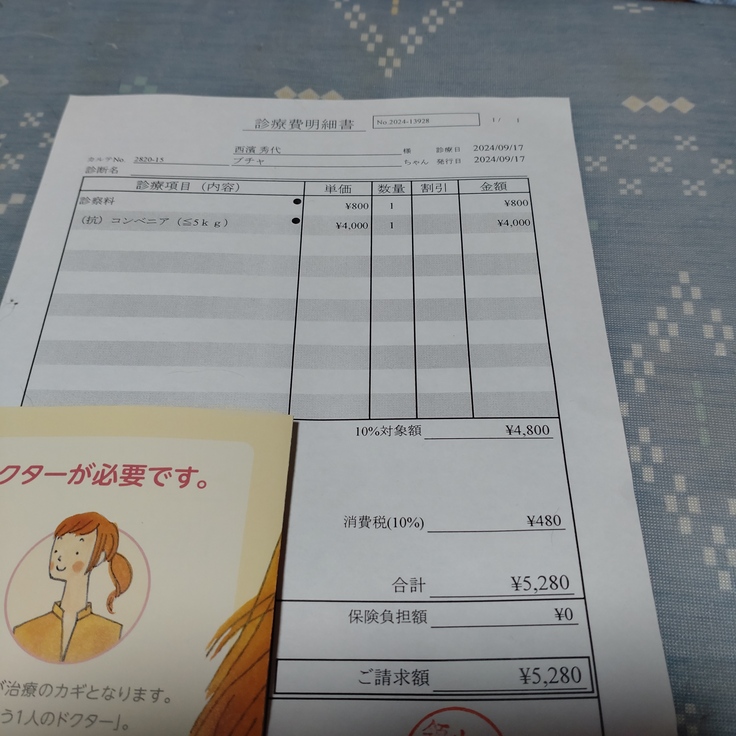 診療費明細書
No.2024-13928
1/ 1
西濱 秀代 様 診療日 2024/09/17
カルテNo. 2820-15 プチャ ちゃん 発行日 2024/09/17
診断名
診療項目（内容） 単価 数量 割引 金額
診察料 ● ¥800 1 ¥800
（抗）コンベニア（≦5ｋｇ） ● ¥4,000 1 ¥4,000
10%対象額 ¥4,800
消費税(10%) ¥480
合計 ¥5,280
保険負担額 ¥0
ご請求額 ¥5,280
クターが必要です。
が治療のカギとなります。
う1人のドクター」。